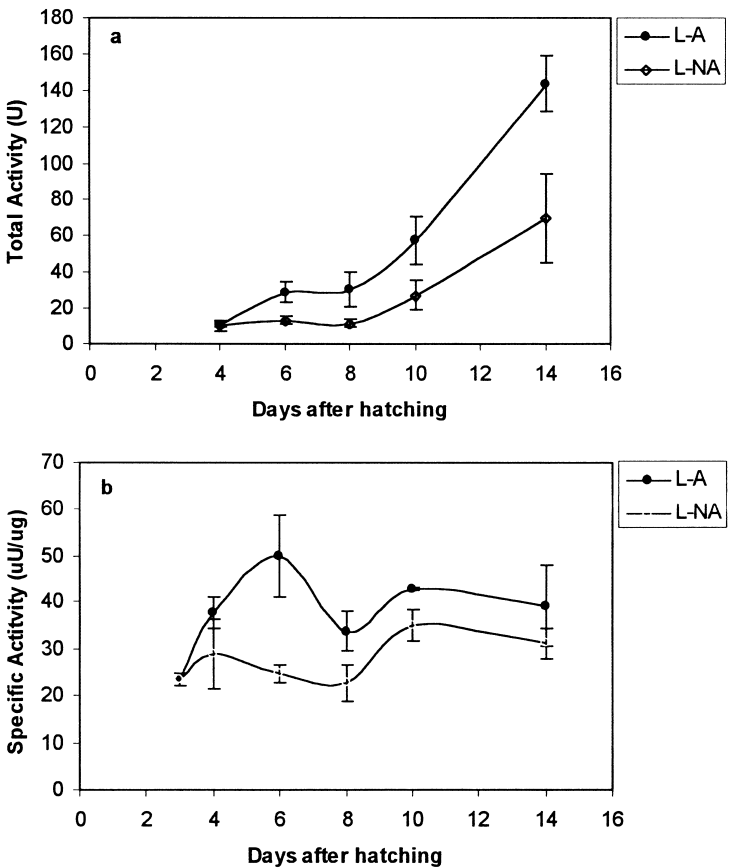 180
a
160
140
120
100
80
60
40
20
0
Total Activity (U)
0 2 4 6 8 10 12 14 16
Days after hatching
L-A
L-NA
70
b
60
50
40
30
20
10
0
Specific Actitvity (uU/ug)
0 2 4 6 8 10 12 14 16
Days after hatching
L-A
L-NA